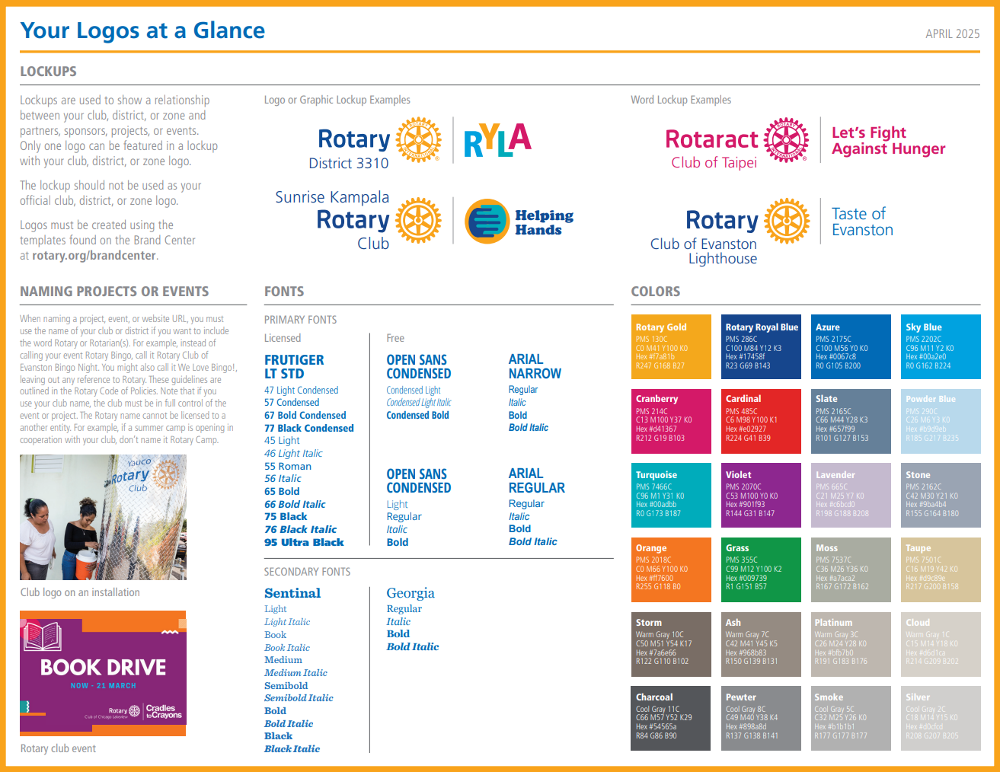 Your Logos at a Glance
APRIL 2025
LOCKUPS
Lockups are used to show a relationship
between your club, district, or zone and
partners, sponsors, projects, or events.
Only one logo can be featured in a lockup
with your club, district, or zone logo.
The lockup should not be used as your
official club, district, or zone logo.
Logos must be created using the
templates found on the Brand Center
at rotary.org/brandcenter.
Logo or Graphic Lockup Examples
Rotary
District 3310
ROTARY
INTERNATIONAL
RYLA
Sunrise Kampala
Rotary
Club
ROTARY
INTERNATIONAL
Helping
Hands
Word Lockup Examples
Rotaract
Club of Taipei
ROTARY
INTERNATIONAL
Let's Fight
Against Hunger
Rotary
Club of Evanston
Lighthouse
ROTARY
INTERNATIONAL
Taste of
Evanston
NAMING PROJECTS OR EVENTS
When naming a project, event, or website URL, you must
use the name of your club or district if you want to include
the word Rotary or Rotarian(s). For example, instead of
calling your event Rotary Bingo, call it Rotary Club of
Evanston Bingo Night. You might also call it We Love Bingo!,
leaving out any reference to Rotary. These guidelines are
outlined in the Rotary Code of Policies. Note that if you
use your club name, the club must be in full control of the
event or project. The Rotary name cannot be licensed to a
another entity. For example, if a summer camp is opening in
cooperation with your club, don't name it Rotary Camp.
Yauco
Rotary
Club
Club logo on an installation
BOOK DRIVE
NOW - 21 MARCH
Rotary
Club of Chicago Lakeview
Cradles
to Crayons
Rotary club event
FONTS
PRIMARY FONTS
Licensed
FRUTIGER
LT STD
47 Light Condensed
57 Condensed
67 Bold Condensed
77 Black Condensed
45 Light
46 Light Italic
55 Roman
56 Italic
65 Bold
66 Bold Italic
75 Black
76 Black Italic
95 Ultra Black
Free
OPEN SANS
CONDENSED
Condensed Light
Condensed Light Italic
Condensed Bold
ARIAL
NARROW
Regular
Italic
Bold
Bold Italic
OPEN SANS
CONDENSED
Light
Regular
Italic
Bold
ARIAL
REGULAR
Regular
Italic
Bold
Bold Italic
SECONDARY FONTS
Sentinal
Light
Light Italic
Book
Book Italic
Medium
Medium Italic
Semibold
Semibold Italic
Bold
Bold Italic
Black
Black Italic
Georgia
Regular
Italic
Bold
Bold Italic
COLORS
Rotary Gold
PMS 130C
C0 M41 Y100 K0
Hex #f7a81b
R247 G168 B27
Rotary Royal Blue
PMS 286C
C100 M84 Y12 K3
Hex #17458f
R23 G69 B143
Azure
PMS 2175C
C100 M56 Y0 K0
Hex #0067c8
R0 G105 B200
Sky Blue
PMS 2202C
C96 M11 Y2 K0
Hex #00a2e0
R0 G162 B224
Cranberry
PMS 214C
C13 M100 Y37 K0
Hex #d41367
R212 G19 B103
Cardinal
PMS 485C
C6 M98 Y100 K1
Hex #e02927
R224 G41 B39
Slate
PMS 2165C
C66 M44 Y28 K3
Hex #657f99
R101 G127 B153
Powder Blue
PMS 290C
C26 M6 Y3 K0
Hex #b9d9eb
R185 G217 B235
Turquoise
PMS 7466C
C96 M1 Y31 K0
Hex #00adbb
R0 G173 B187
Violet
PMS 2070C
C53 M100 Y0 K0
Hex #901f93
R144 G31 B147
Lavender
PMS 665C
C21 M25 Y7 K0
Hex #c6bcd0
R198 G188 B208
Stone
PMS 2162C
C42 M30 Y21 K0
Hex #9ba4b4
R155 G164 B180
Orange
PMS 2018C
C0 M66 Y100 K0
Hex #ff7600
R255 G118 B0
Grass
PMS 355C
C99 M12 Y100 K2
Hex #009739
R1 G151 B57
Moss
PMS 7537C
C36 M26 Y36 K0
Hex #a7aca2
R167 G172 B162
Taupe
PMS 7501C
C16 M19 Y42 K0
Hex #d9c89e
R217 G200 B158
Storm
Warm Gray 10C
C50 M51 Y54 K17
Hex #7a6e66
R122 G110 B102
Ash
Warm Gray 7C
C42 M41 Y45 K5
Hex #968b83
R150 G139 B131
Platinum
Warm Gray 3C
C26 M24 Y28 K0
Hex #bfb7b0
R191 G183 B176
Cloud
Warm Gray 1C
C15 M14 Y18 K0
Hex #d6d1ca
R214 G209 B202
Charcoal
Cool Gray 11C
C66 M57 Y52 K29
Hex #54565a
R84 G86 B90
Pewter
Cool Gray 8C
C49 M40 Y38 K4
Hex #898a8d
R137 G138 B141
Smoke
Cool Gray 5C
C32 M25 Y26 K0
Hex #b1b1b1
R177 G177 B177
Silver
Cool Gray 2C
C18 M14 Y15 K0
Hex #d0cfcd
R208 G207 B205